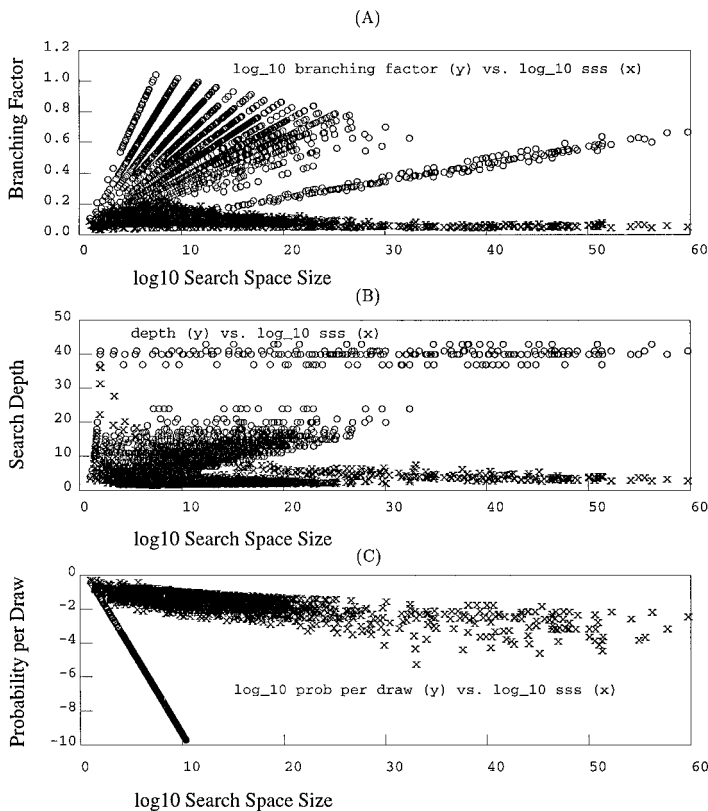 (A)
1.2
1.0
0.8
0.6
0.4
0.2
0.0
Branching Factor
log_10 branching factor (y) vs. log_10 sss (x)
0 10 20 30 40 50 60
log10 Search Space Size
(B)
50
40
30
20
10
0
Search Depth
depth (y) vs. log_10 sss (x)
0 10 20 30 40 50 60
log10 Search Space Size
(C)
0
-2
-4
-6
-8
-10
Probability per Draw
log_10 prob per draw (y) vs. log_10 sss (x)
0 10 20 30 40 50 60
log10 Search Space Size